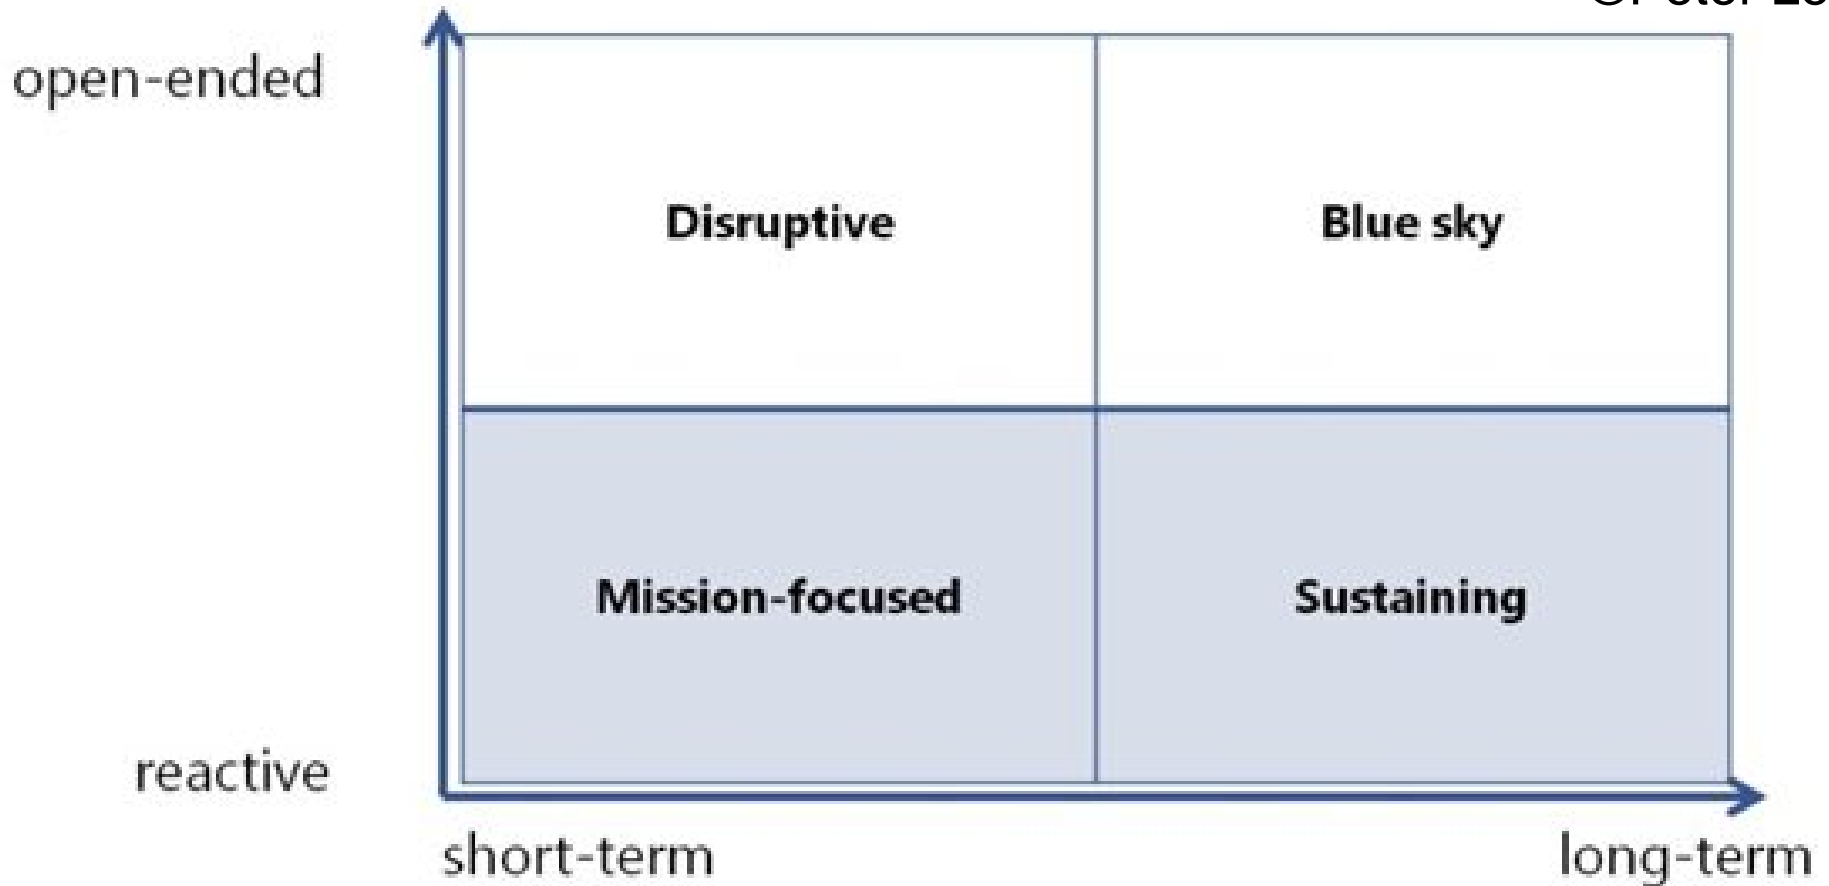 open-ended
Disruptive
Blue sky
Mission-focused
Sustaining
reactive
short-term
long-term